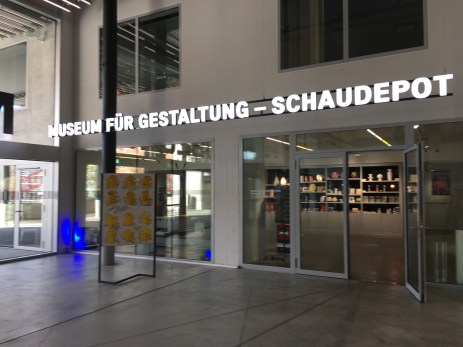 MUSEUM FÜR GESTALTUNG – SCHAUDEPOT